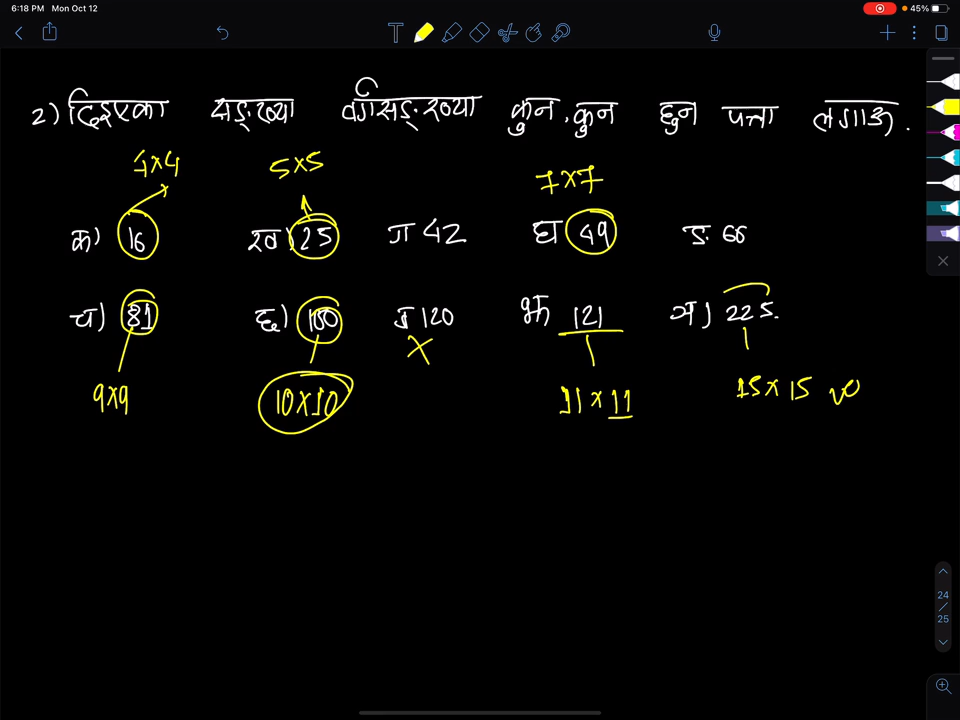 6:18 PM Mon Oct 12 45%
2) दिइएका सङ्ख्या वर्गसङ्ख्या कुन, कुन हुन पत्ता लगाऊ.
4×4 5×5 7×7
क) 16 ख) 25 ग 42 घ 49 ङ 66
च) 81 छ) 100 ज 120 झ 121 ञ) 225.
×
9×9 10×10 11×11 15×15
24
/
25